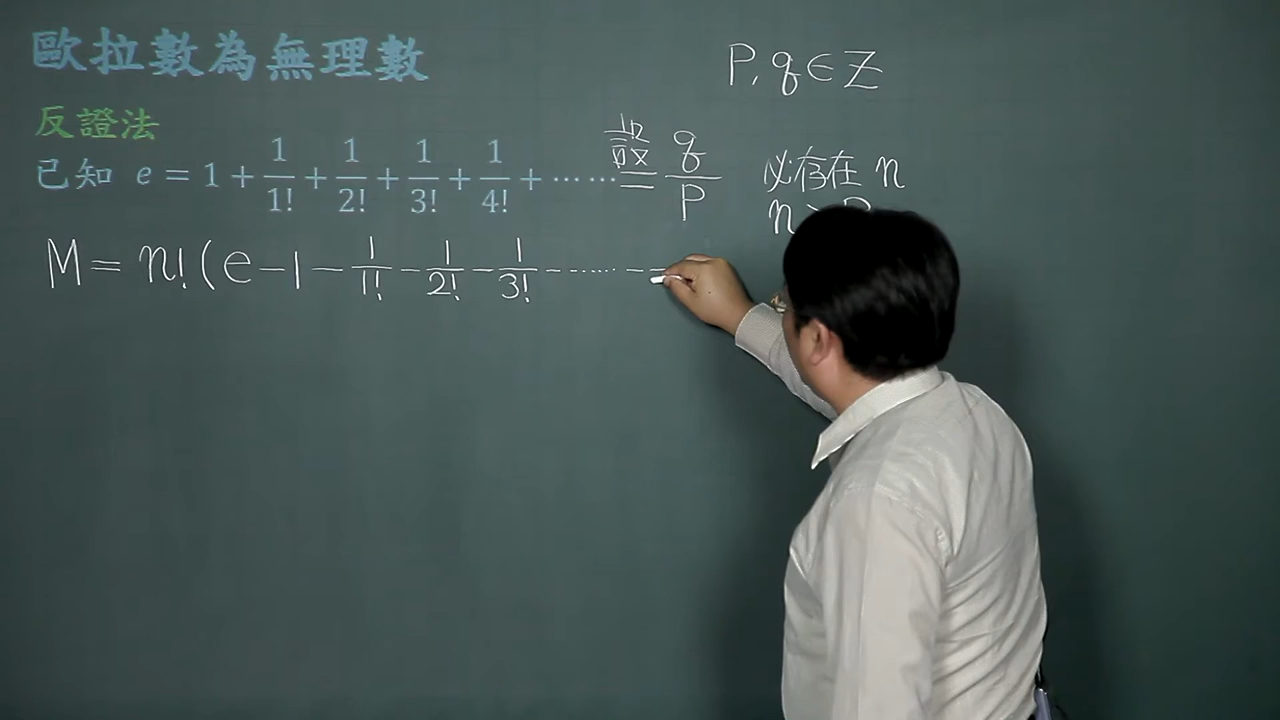 歐拉數為無理數
P, q ∈ Z
反證法
已知 e = 1 + 1/1! + 1/2! + 1/3! + 1/4! + …… 設= q/P
必存在 n
n > P
M = n! (e - 1 - 1/1! - 1/2! - 1/3! - …… -